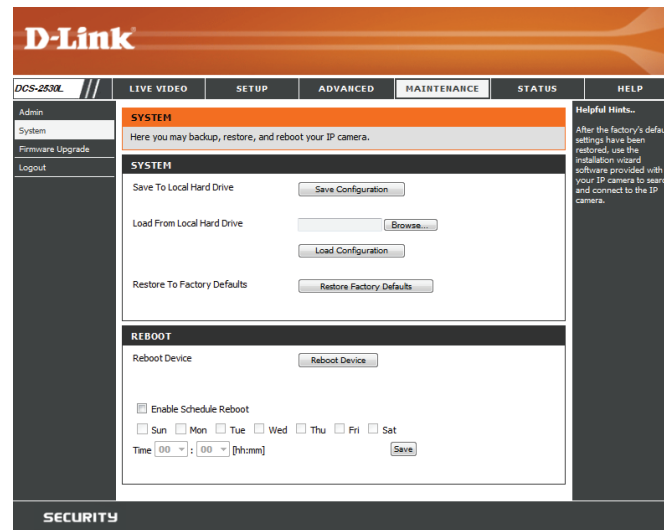 D-Link
DCS-2530L // LIVE VIDEO SETUP ADVANCED MAINTENANCE STATUS HELP
Admin
System
Firmware Upgrade
Logout
SYSTEM
Here you may backup, restore, and reboot your IP camera.
SYSTEM
Save To Local Hard Drive Save Configuration
Load From Local Hard Drive Browse...
Load Configuration
Restore To Factory Defaults Restore Factory Defaults
REBOOT
Reboot Device Reboot Device
Enable Schedule Reboot
Sun Mon Tue Wed Thu Fri Sat
Time 00 : 00 [hh:mm] Save
Helpful Hints..
After the factory's defau
settings have been
restored, use the
installation wizard
software provided with
your IP camera to searc
and connect to the IP
camera.
SECURITY